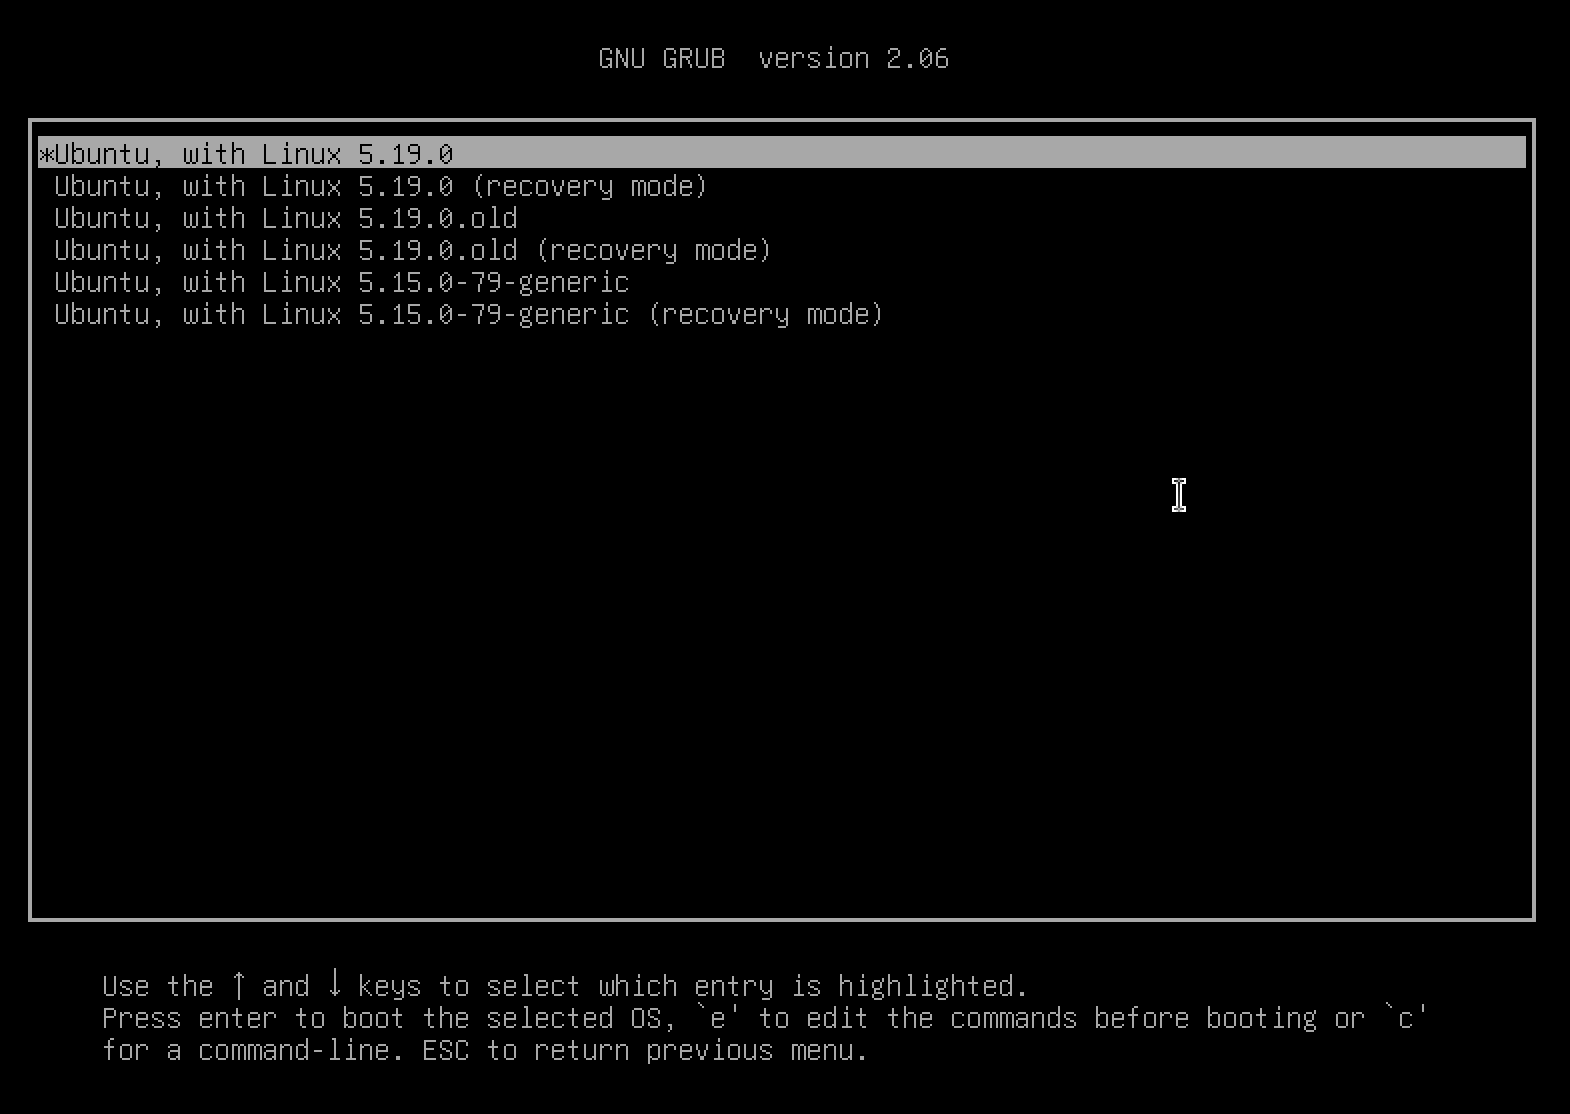 GNU GRUB  version 2.06
*Ubuntu, with Linux 5.19.0
Ubuntu, with Linux 5.19.0 (recovery mode)
Ubuntu, with Linux 5.19.0.old
Ubuntu, with Linux 5.19.0.old (recovery mode)
Ubuntu, with Linux 5.15.0-79-generic
Ubuntu, with Linux 5.15.0-79-generic (recovery mode)
Use the ↑ and ↓ keys to select which entry is highlighted.
Press enter to boot the selected OS, `e' to edit the commands before booting or `c'
for a command-line. ESC to return previous menu.